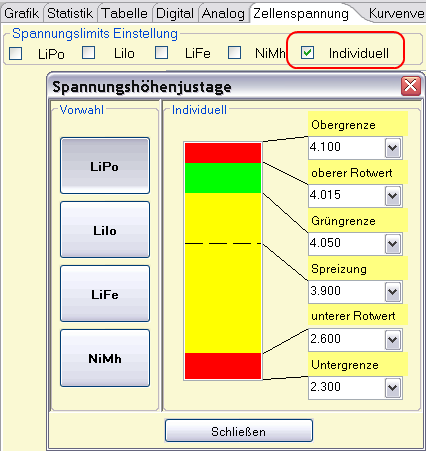 Grafik Statistik Tabelle Digital Analog Zellenspannung Kurvenve
Spannungslimits Einstellung
LiPo LiIo LiFe NiMh Individuell
Spannungshöhenjustage
Vorwahl
LiPo
LiIo
LiFe
NiMh
Individuell
Obergrenze
4.100
oberer Rotwert
4.015
Grüngrenze
4.050
Spreizung
3.900
unterer Rotwert
2.600
Untergrenze
2.300
Schließen